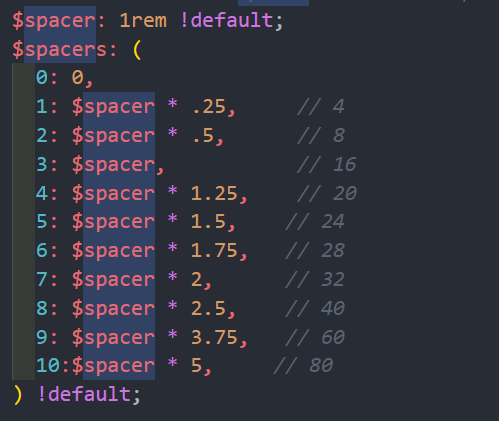 $spacer: 1rem !default;
$spacers: (
  0: 0,
  1: $spacer * .25,     // 4
  2: $spacer * .5,      // 8
  3: $spacer,           // 16
  4: $spacer * 1.25,    // 20
  5: $spacer * 1.5,    // 24
  6: $spacer * 1.75,   // 28
  7: $spacer * 2,      // 32
  8: $spacer * 2.5,    // 40
  9: $spacer * 3.75,   // 60
  10:$spacer * 5,     // 80
) !default;